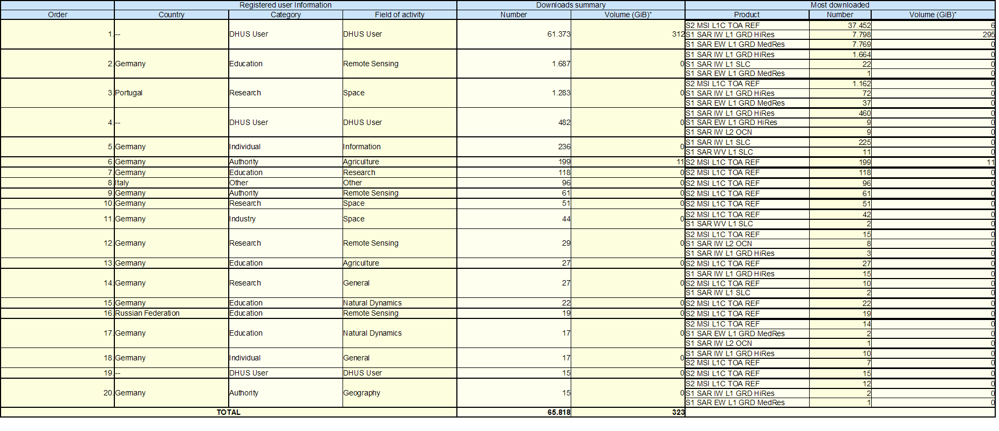 Registered user Information Downloads summary Most downloaded
Order Country Category Field of activity Number Volume (GiB)* Product Number Volume (GiB)*
1. -- DHUS User DHUS User 61.373 312 S2 MSI L1C TOA REF 37.452 6
S1 SAR IW L1 GRD HiRes 7.798 295
S1 SAR EW L1 GRD MedRes 7.769 0
2. Germany Education Remote Sensing 1.687 0 S1 SAR IW L1 GRD HiRes 1.664 0
S1 SAR IW L1 SLC 22 0
S1 SAR EW L1 GRD MedRes 1 0
3. Portugal Research Space 1.283 0 S2 MSI L1C TOA REF 1.162 0
S1 SAR IW L1 GRD HiRes 72 0
S1 SAR EW L1 GRD MedRes 37 0
4. -- DHUS User DHUS User 482 0 S1 SAR IW L1 GRD HiRes 460 0
S1 SAR EW L1 GRD HiRes 9 0
S1 SAR IW L2 OCN 9 0
5. Germany Individual Information 236 0 S1 SAR IW L1 SLC 225 0
S1 SAR WV L1 SLC 11 0
6. Germany Authority Agriculture 199 11 S2 MSI L1C TOA REF 199 11
7. Germany Education Research 118 0 S2 MSI L1C TOA REF 118 0
8. Italy Other Other 96 0 S2 MSI L1C TOA REF 96 0
9. Germany Authority Remote Sensing 61 0 S2 MSI L1C TOA REF 61 0
10. Germany Research Space 51 0 S2 MSI L1C TOA REF 51 0
11. Germany Industry Space 44 0 S2 MSI L1C TOA REF 42 0
S1 SAR WV L1 SLC 2 0
12. Germany Research Remote Sensing 29 0 S2 MSI L1C TOA REF 15 0
S1 SAR IW L2 OCN 8 0
S1 SAR IW L1 GRD HiRes 3 0
13. Germany Education Agriculture 27 0 S2 MSI L1C TOA REF 27 0
14. Germany Research General 27 0 S1 SAR IW L1 GRD HiRes 15 0
S2 MSI L1C TOA REF 10 0
S1 SAR IW L1 SLC 2 0
15. Germany Education Natural Dynamics 22 0 S2 MSI L1C TOA REF 22 0
16. Russian Federation Education Remote Sensing 19 0 S2 MSI L1C TOA REF 19 0
17. Germany Education Natural Dynamics 17 0 S2 MSI L1C TOA REF 14 0
S1 SAR EW L1 GRD MedRes 2 0
S1 SAR IW L2 OCN 1 0
18. Germany Individual General 17 0 S1 SAR IW L1 GRD HiRes 10 0
S2 MSI L1C TOA REF 7 0
19. -- DHUS User DHUS User 15 0 S2 MSI L1C TOA REF 15 0
20. Germany Authority Geography 15 0 S2 MSI L1C TOA REF 12 0
S1 SAR IW L1 GRD HiRes 2 0
S1 SAR EW L1 GRD MedRes 1 0
TOTAL 65.818 323